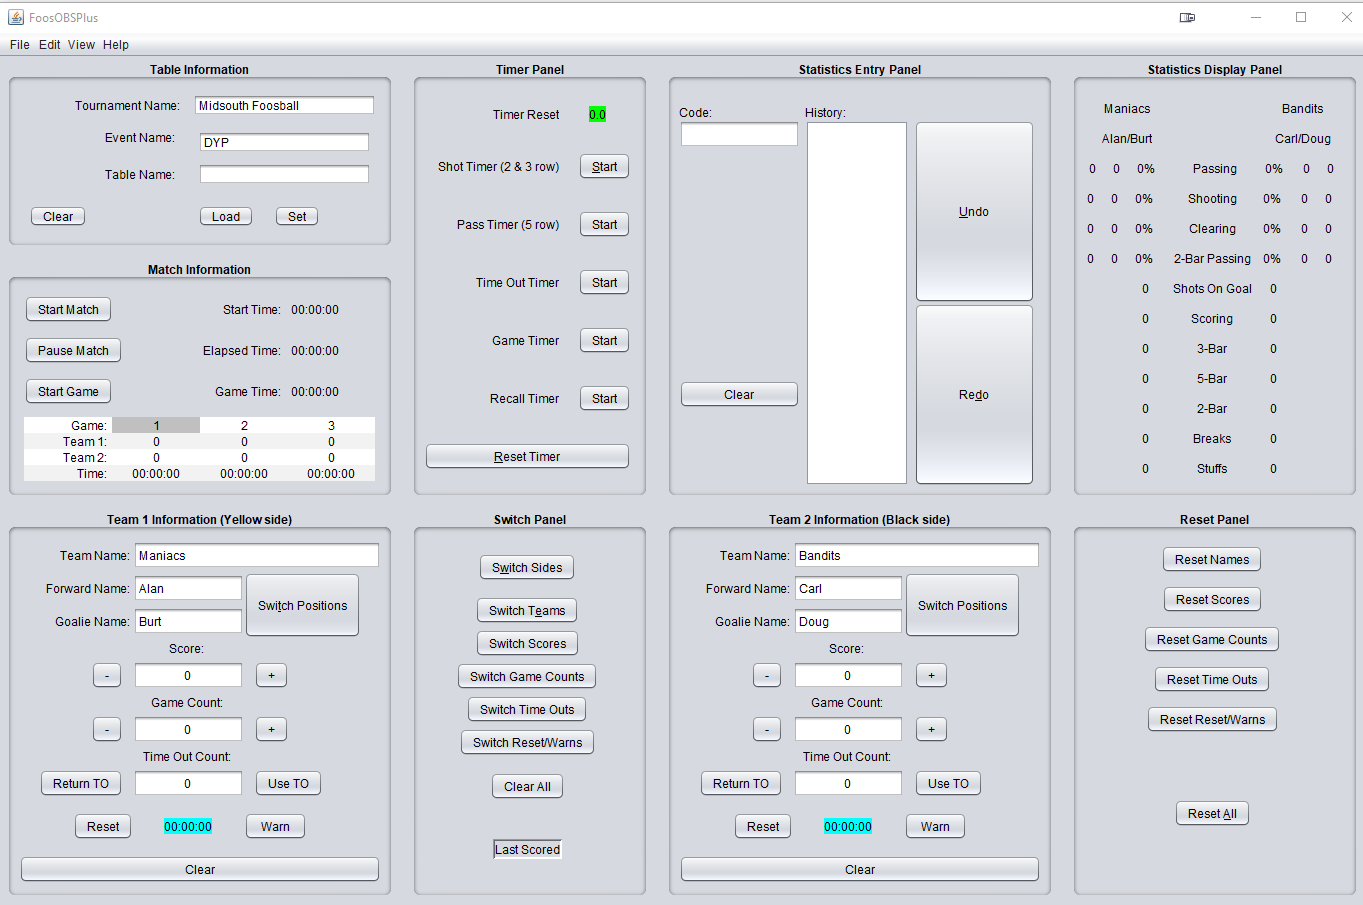 FoosOBSPlus
File Edit View Help
Table Information
Tournament Name: Midsouth Foosball
Event Name: DYP
Table Name:
Clear Load Set
Match Information
Start Match Start Time: 00:00:00
Pause Match Elapsed Time: 00:00:00
Start Game Game Time: 00:00:00
Game: 1 2 3
Team 1: 0 0 0
Team 2: 0 0 0
Time: 00:00:00 00:00:00 00:00:00
Timer Panel
Timer Reset 0.0
Shot Timer (2 & 3 row) Start
Pass Timer (5 row) Start
Time Out Timer Start
Game Timer Start
Recall Timer Start
Reset Timer
Statistics Entry Panel
Code: History:
Undo
Clear
Redo
Statistics Display Panel
Maniacs Bandits
Alan/Burt Carl/Doug
0 0 0% Passing 0% 0 0
0 0 0% Shooting 0% 0 0
0 0 0% Clearing 0% 0 0
0 0 0% 2-Bar Passing 0% 0 0
0 Shots On Goal 0
0 Scoring 0
0 3-Bar 0
0 5-Bar 0
0 2-Bar 0
0 Breaks 0
0 Stuffs 0
Team 1 Information (Yellow side)
Team Name: Maniacs
Forward Name: Alan
Switch Positions
Goalie Name: Burt
Score:
- 0 +
Game Count:
- 0 +
Time Out Count:
Return TO 0 Use TO
Reset 00:00:00 Warn
Clear
Switch Panel
Switch Sides
Switch Teams
Switch Scores
Switch Game Counts
Switch Time Outs
Switch Reset/Warns
Clear All
Last Scored
Team 2 Information (Black side)
Team Name: Bandits
Forward Name: Carl
Switch Positions
Goalie Name: Doug
Score:
- 0 +
Game Count:
- 0 +
Time Out Count:
Return TO 0 Use TO
Reset 00:00:00 Warn
Clear
Reset Panel
Reset Names
Reset Scores
Reset Game Counts
Reset Time Outs
Reset Reset/Warns
Reset All